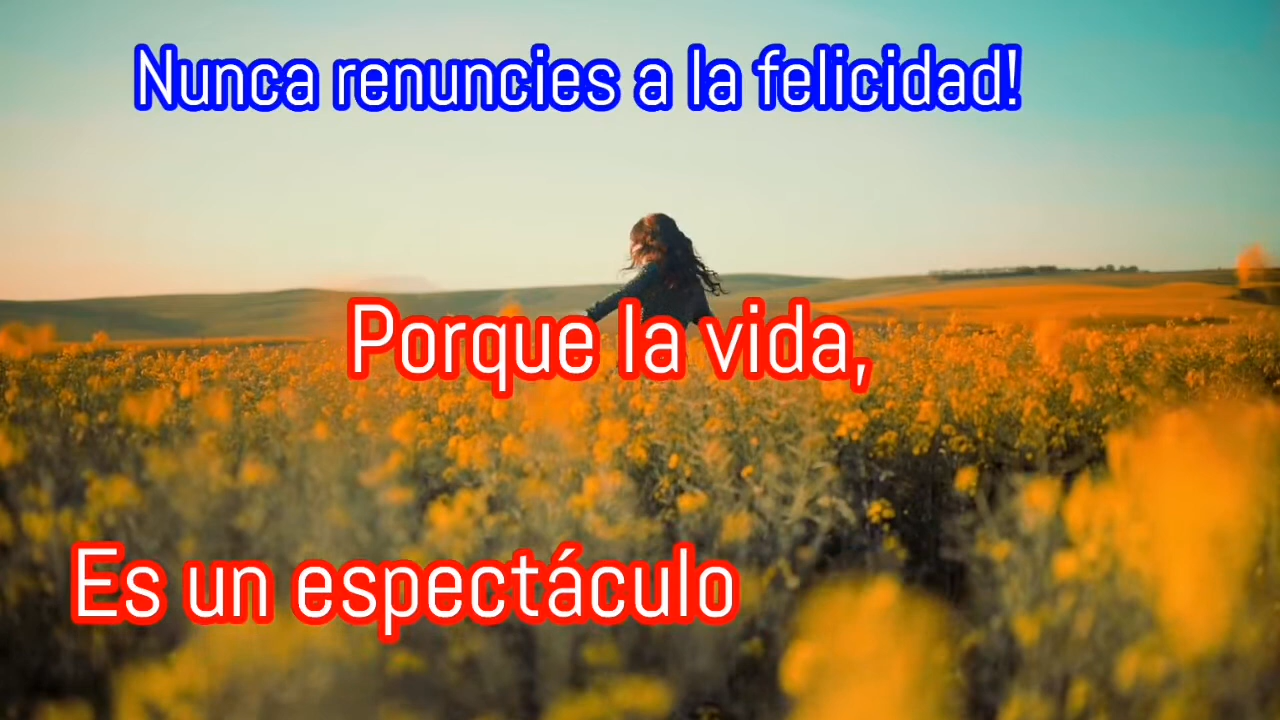 Nunca renuncies a la felicidad!
Porque la vida,
Es un espectáculo